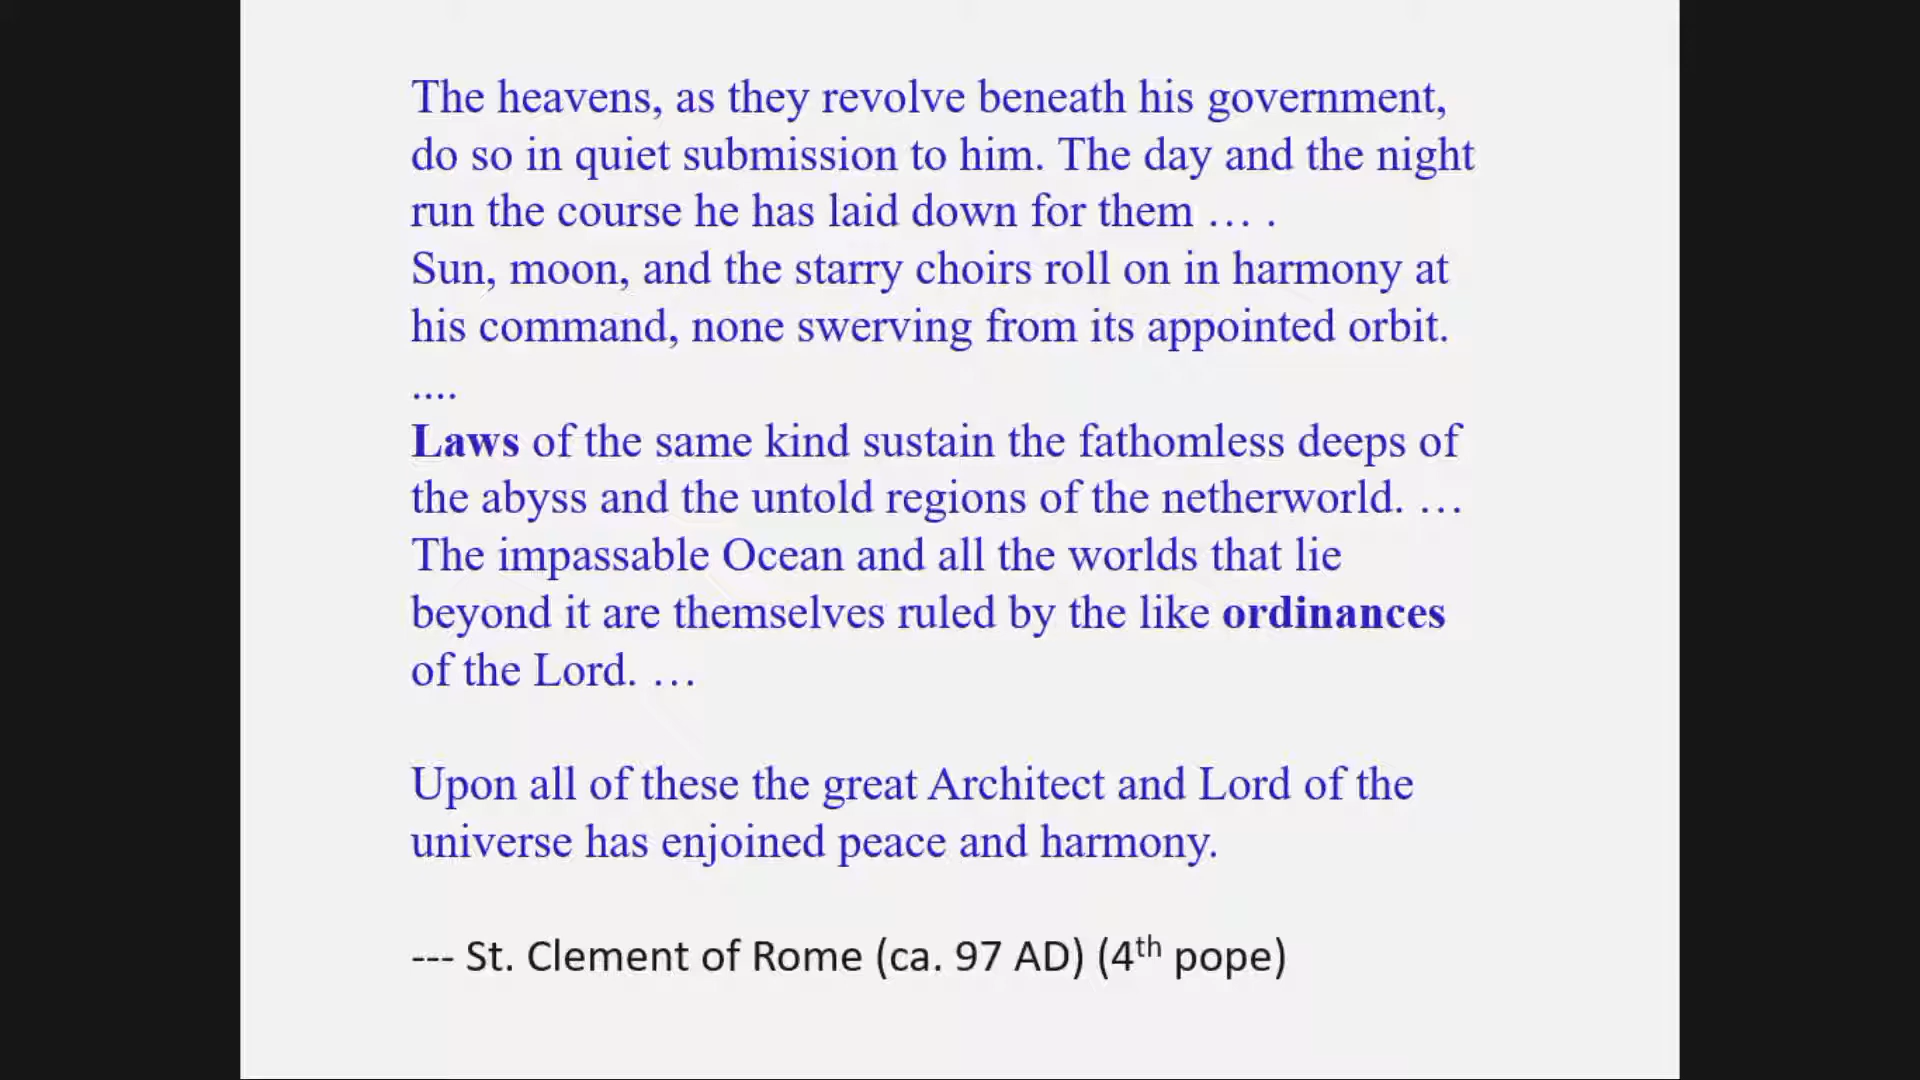 The heavens, as they revolve beneath his government,
do so in quiet submission to him. The day and the night
run the course he has laid down for them … .
Sun, moon, and the starry choirs roll on in harmony at
his command, none swerving from its appointed orbit.
....
Laws of the same kind sustain the fathomless deeps of
the abyss and the untold regions of the netherworld. …
The impassable Ocean and all the worlds that lie
beyond it are themselves ruled by the like ordinances
of the Lord. …
Upon all of these the great Architect and Lord of the
universe has enjoined peace and harmony.
--- St. Clement of Rome (ca. 97 AD) (4th pope)